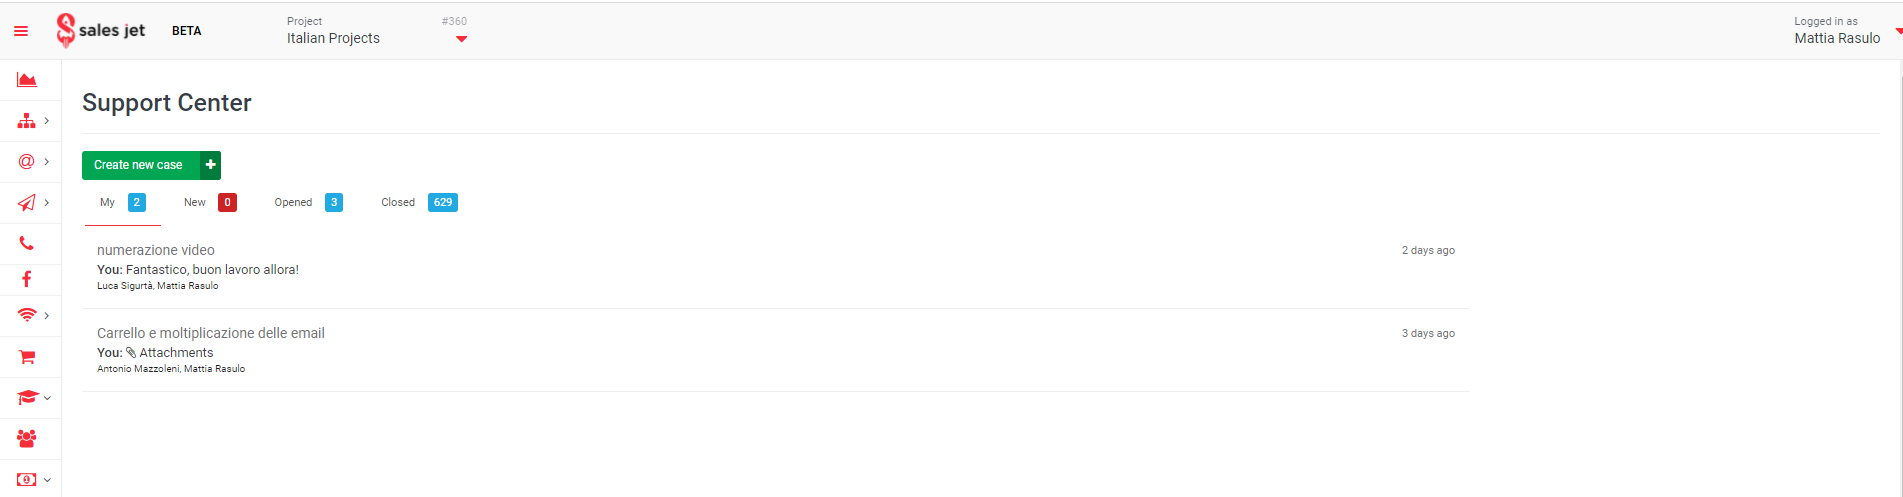 sales jet
BETA
Project
#360
Italian Projects
Logged in as
Mattia Rasulo
Support Center
Create new case +
My 2
New 0
Opened 3
Closed 629
numerazione video
2 days ago
You: Fantastico, buon lavoro allora!
Luca Sigurtà, Mattia Rasulo
Carrello e moltiplicazione delle email
3 days ago
You: Attachments
Antonio Mazzoleni, Mattia Rasulo